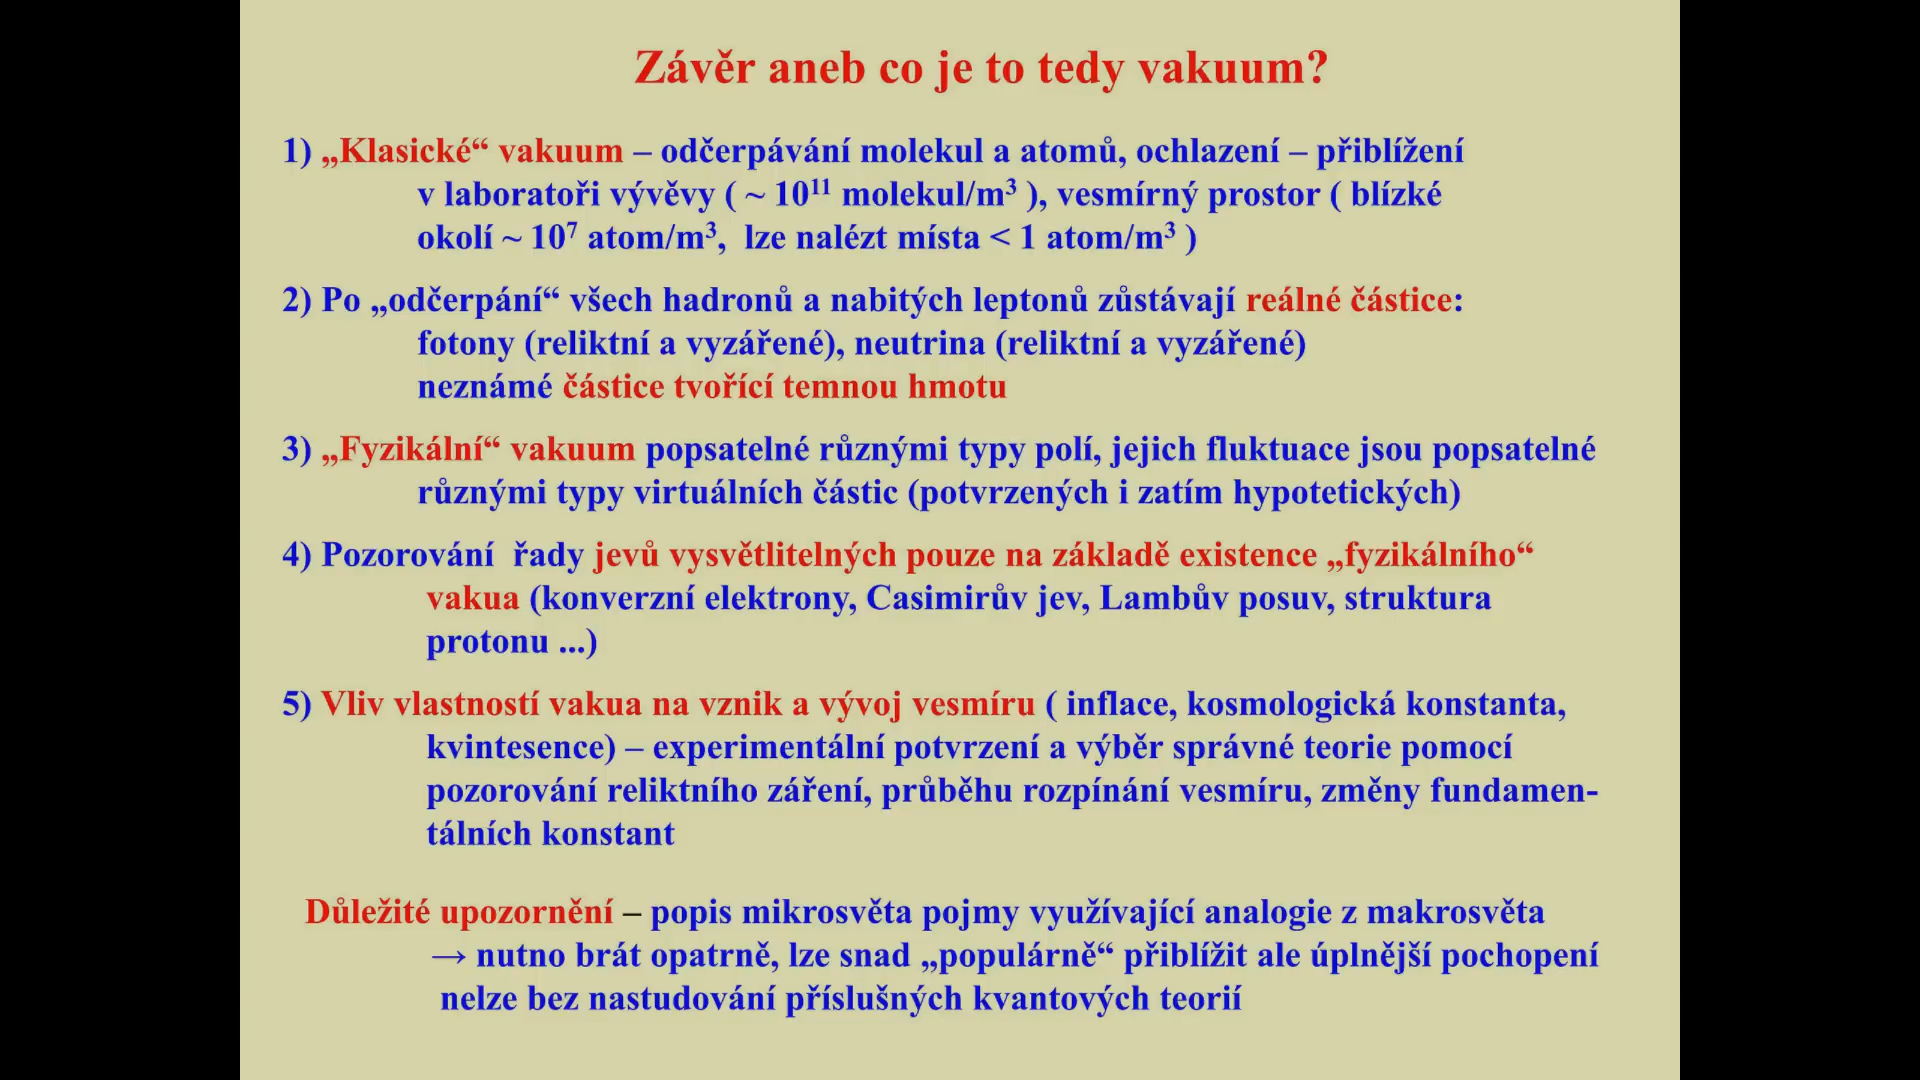 Závěr aneb co je to tedy vakuum?
1) „Klasické“ vakuum – odčerpávání molekul a atomů, ochlazení – přiblížení
v laboratoři vývěvy ( ~ 10¹¹ molekul/m³ ), vesmírný prostor ( blízké
okolí ~ 10⁷ atom/m³, lze nalézt místa < 1 atom/m³ )
2) Po „odčerpání“ všech hadronů a nabitých leptonů zůstávají reálné částice:
fotony (reliktní a vyzářené), neutrina (reliktní a vyzářené)
neznámé částice tvořící temnou hmotu
3) „Fyzikální“ vakuum popsatelné různými typy polí, jejich fluktuace jsou popsatelné
různými typy virtuálních částic (potvrzených i zatím hypotetických)
4) Pozorování řady jevů vysvětlitelných pouze na základě existence „fyzikálního“
vakua (konverzní elektrony, Casimirův jev, Lambův posuv, struktura
protonu ...)
5) Vliv vlastností vakua na vznik a vývoj vesmíru ( inflace, kosmologická konstanta,
kvintesence) – experimentální potvrzení a výběr správné teorie pomocí
pozorování reliktního záření, průběhu rozpínání vesmíru, změny fundamen-
tálních konstant
Důležité upozornění – popis mikrosvěta pojmy využívající analogie z makrosvěta
→ nutno brát opatrně, lze snad „populárně“ přiblížit ale úplnější pochopení
nelze bez nastudování příslušných kvantových teorií